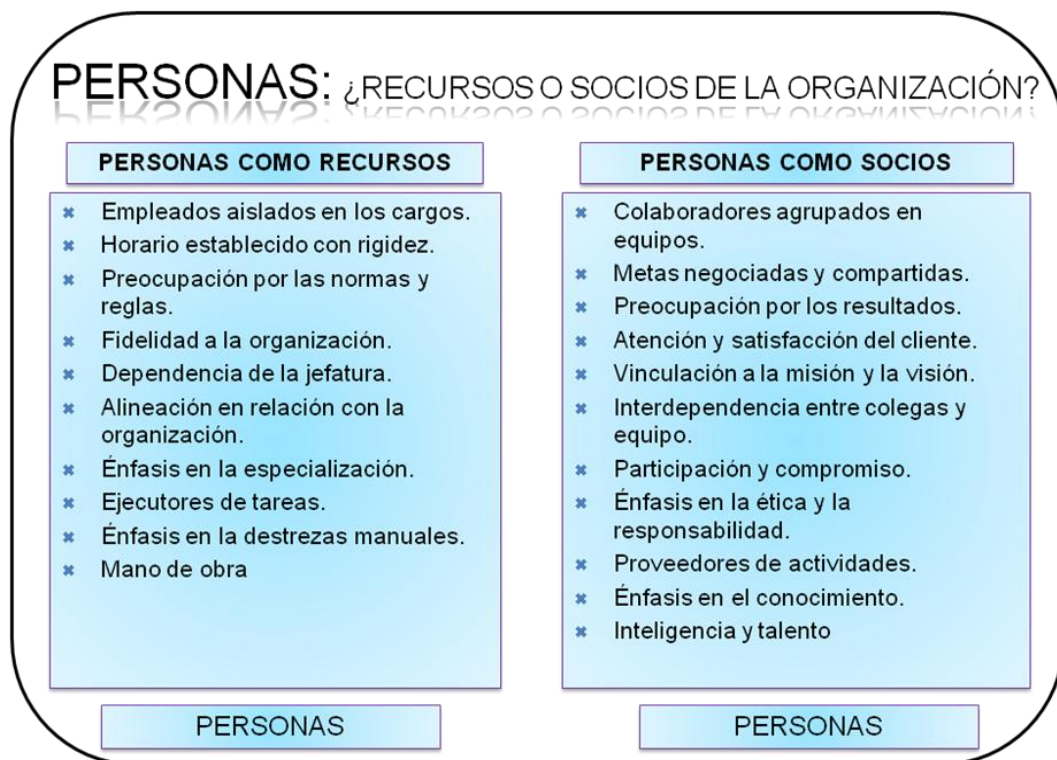 PERSONAS: ¿RECURSOS O SOCIOS DE LA ORGANIZACIÓN?
PERSONAS COMO RECURSOS
Empleados aislados en los cargos.
Horario establecido con rigidez.
Preocupación por las normas y
reglas.
Fidelidad a la organización.
Dependencia de la jefatura.
Alineación en relación con la
organización.
Énfasis en la especialización.
Ejecutores de tareas.
Énfasis en la destrezas manuales.
Mano de obra
PERSONAS
PERSONAS COMO SOCIOS
Colaboradores agrupados en
equipos.
Metas negociadas y compartidas.
Preocupación por los resultados.
Atención y satisfacción del cliente.
Vinculación a la misión y la visión.
Interdependencia entre colegas y
equipo.
Participación y compromiso.
Énfasis en la ética y la
responsabilidad.
Proveedores de actividades.
Énfasis en el conocimiento.
Inteligencia y talento
PERSONAS